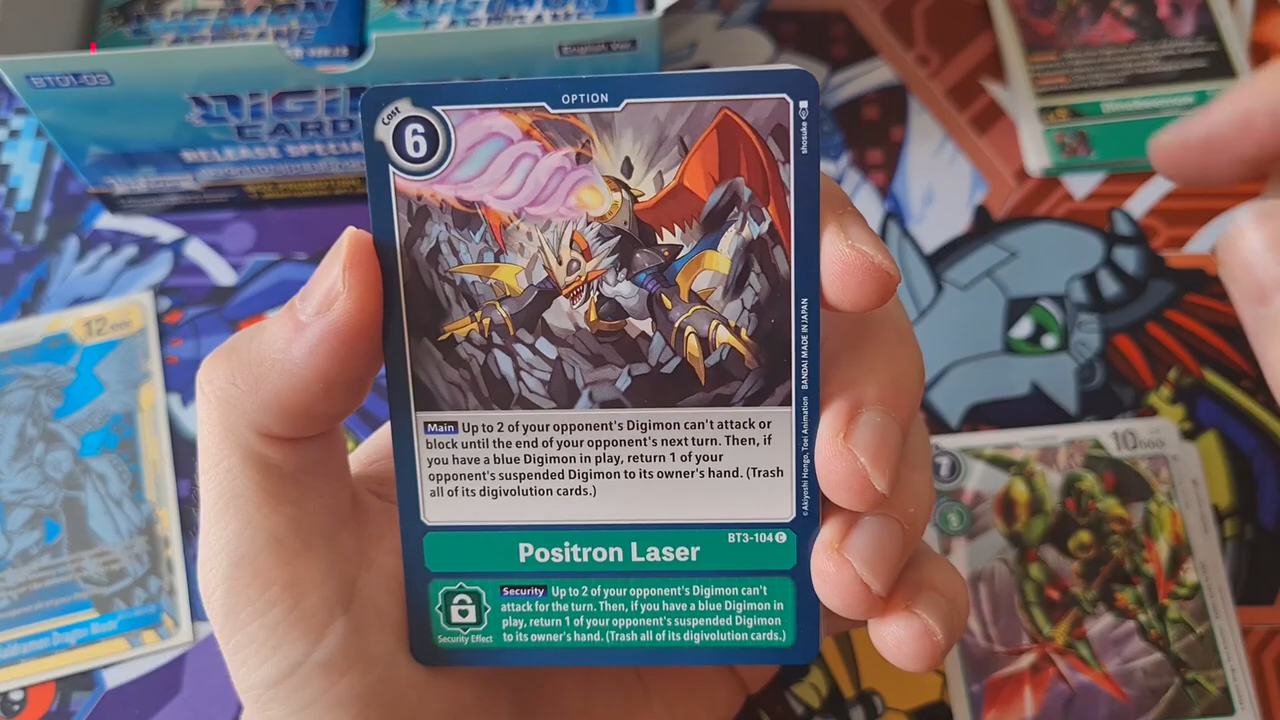 BT01-03
English Ver.
DIGI
CARD
RELEASE SPECIA
OPTION
Cost
6
shosuke
©Akiyoshi Hongo, Toei Animation BANDAI MADE IN JAPAN
Main Up to 2 of your opponent's Digimon can't attack or
block until the end of your opponent's next turn. Then, if
you have a blue Digimon in play, return 1 of your
opponent's suspended Digimon to its owner's hand. (Trash
all of its digivolution cards.)
BT3-104 C
Positron Laser
Security Effect
Security Up to 2 of your opponent's Digimon can't
attack for the turn. Then, if you have a blue Digimon in
play, return 1 of your opponent's suspended Digimon
to its owner's hand. (Trash all of its digivolution cards.)
12000
10000
7
3